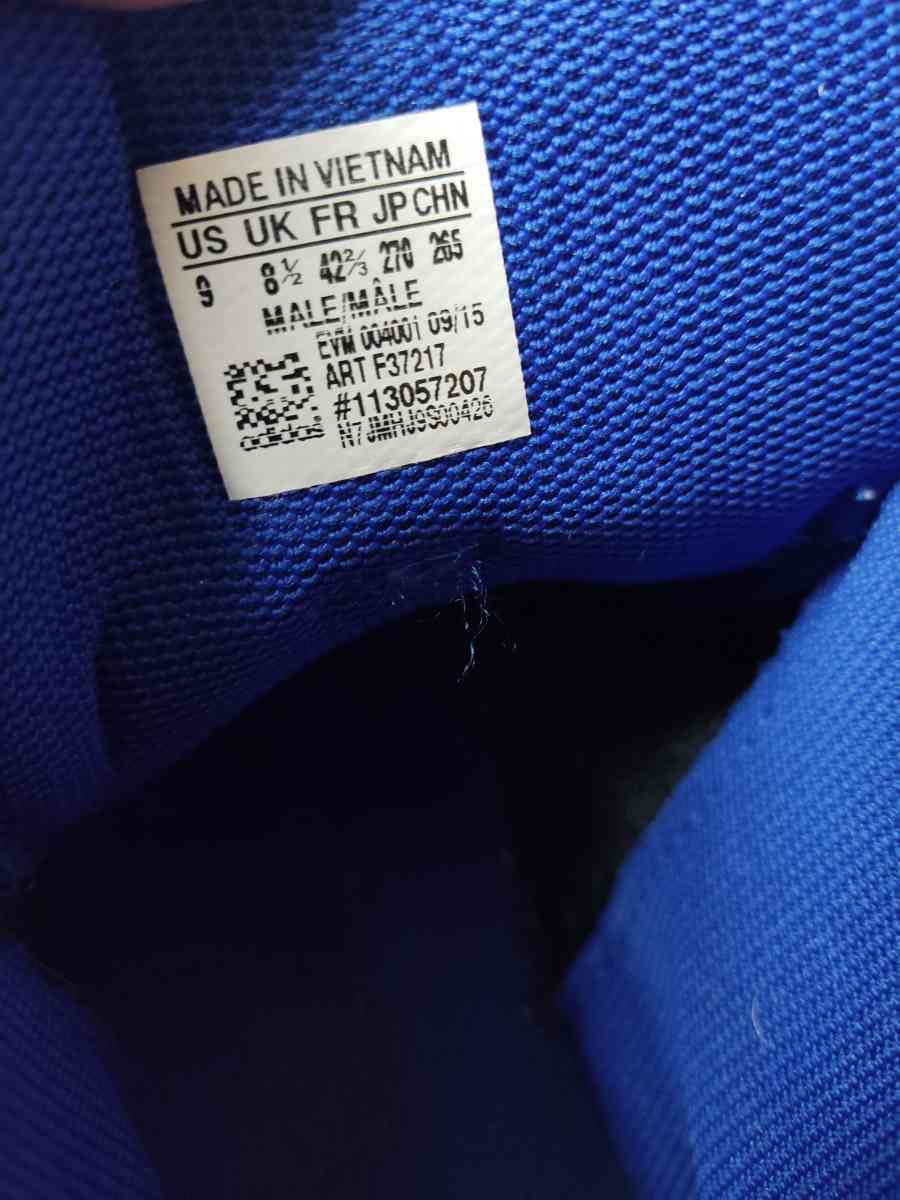 MADE IN VIETNAM
US UK FR JP CHN
9 8½ 42⅔ 270 265
MALE/MÂLE
EVM 004001 09/15
ART F37217
#113057207
adidas N7JMHJ9S00426